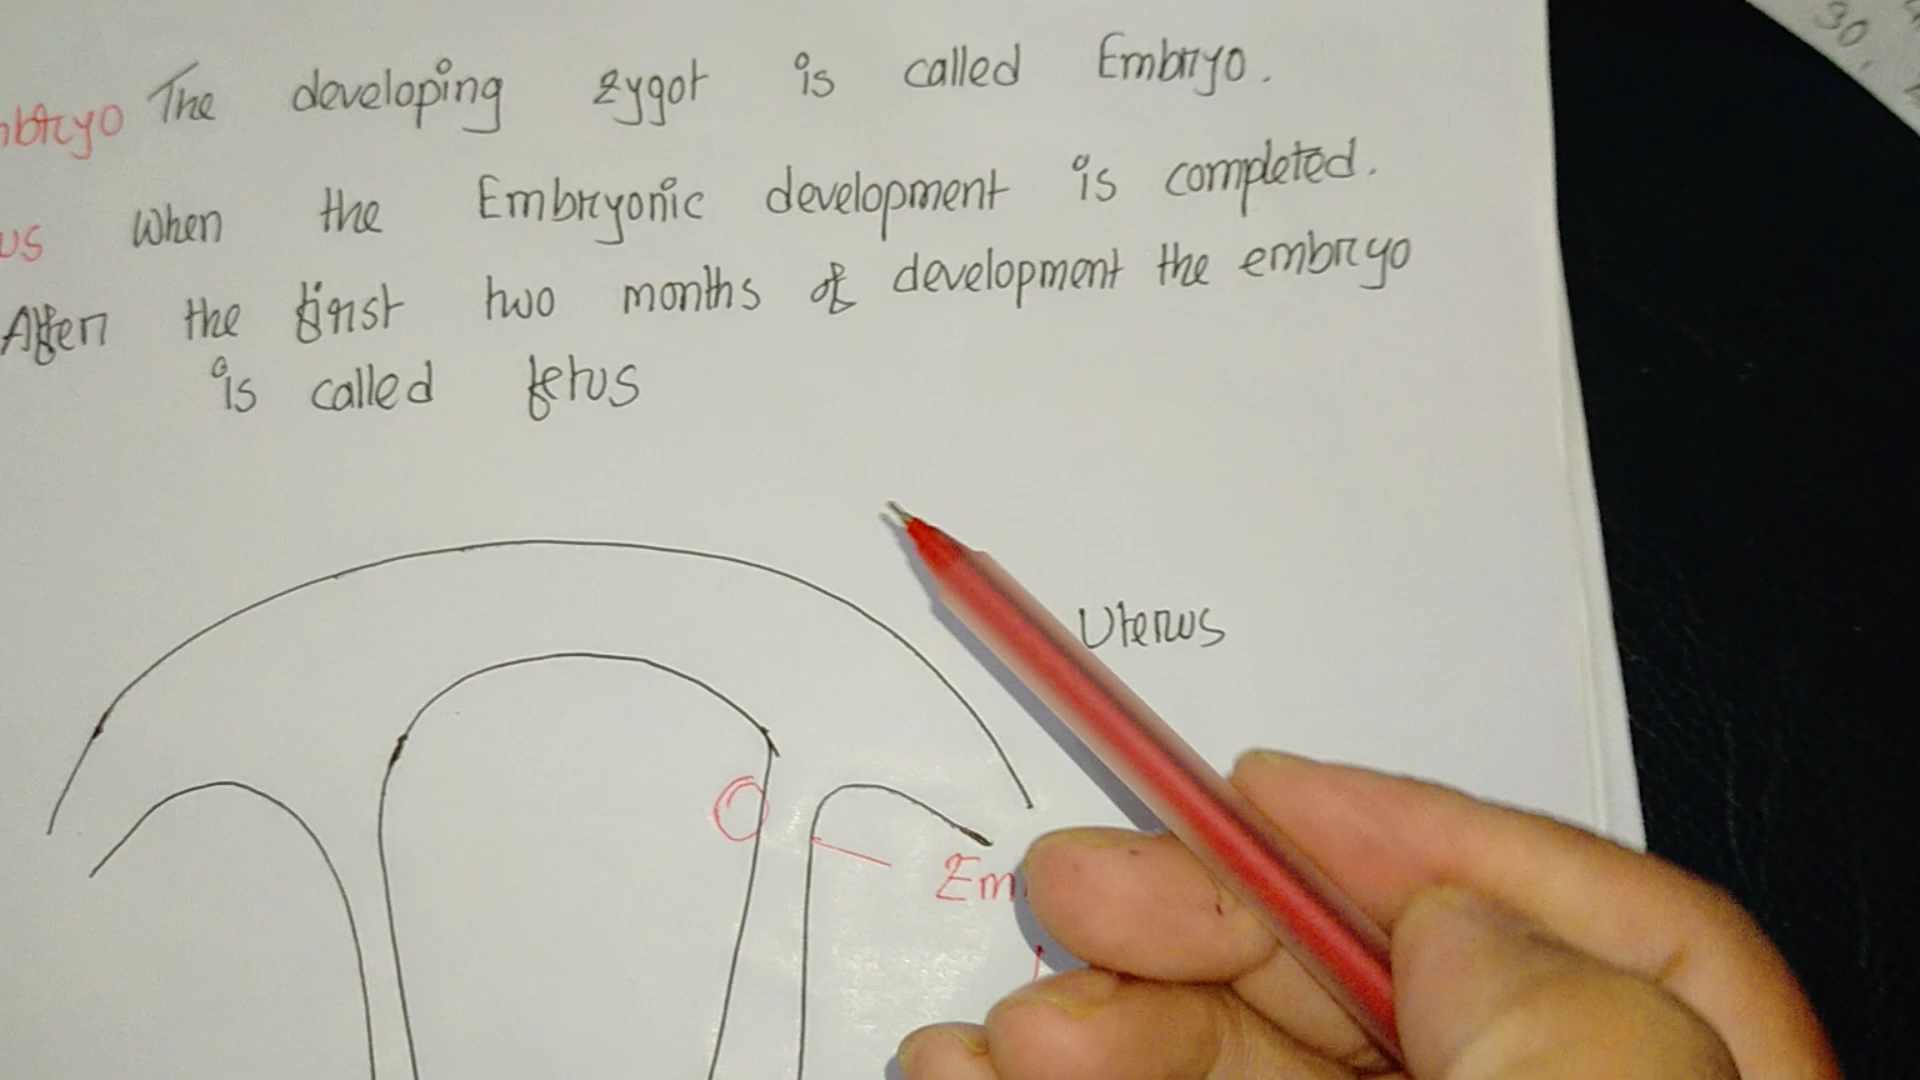 The developing zygot is called Embryo.
When the Embryonic development is completed.
After the first two months of development the embryo
is called fetus
Uterus